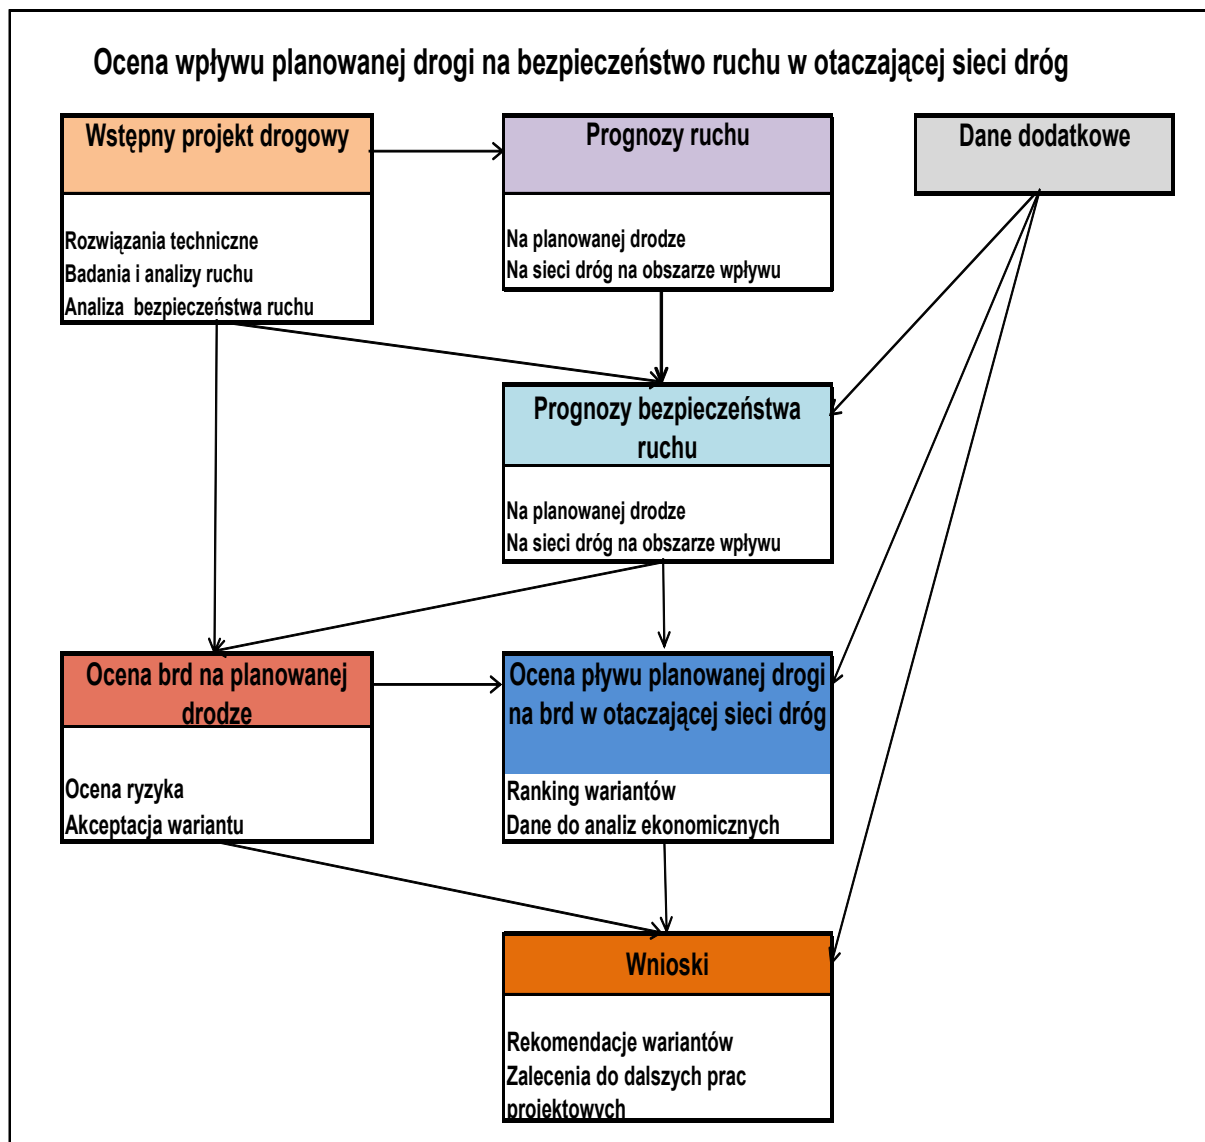 Ocena wpływu planowanej drogi na bezpieczeństwo ruchu w otaczającej sieci dróg
Wstępny projekt drogowy
Rozwiązania techniczne
Badania i analizy ruchu
Analiza bezpieczeństwa ruchu
Prognozy ruchu
Na planowanej drodze
Na sieci dróg na obszarze wpływu
Dane dodatkowe
Prognozy bezpieczeństwa
ruchu
Na planowanej drodze
Na sieci dróg na obszarze wpływu
Ocena brd na planowanej
drodze
Ocena ryzyka
Akceptacja wariantu
Ocena pływu planowanej drogi
na brd w otaczającej sieci dróg
Ranking wariantów
Dane do analiz ekonomicznych
Wnioski
Rekomendacje wariantów
Zalecenia do dalszych prac
projektowych